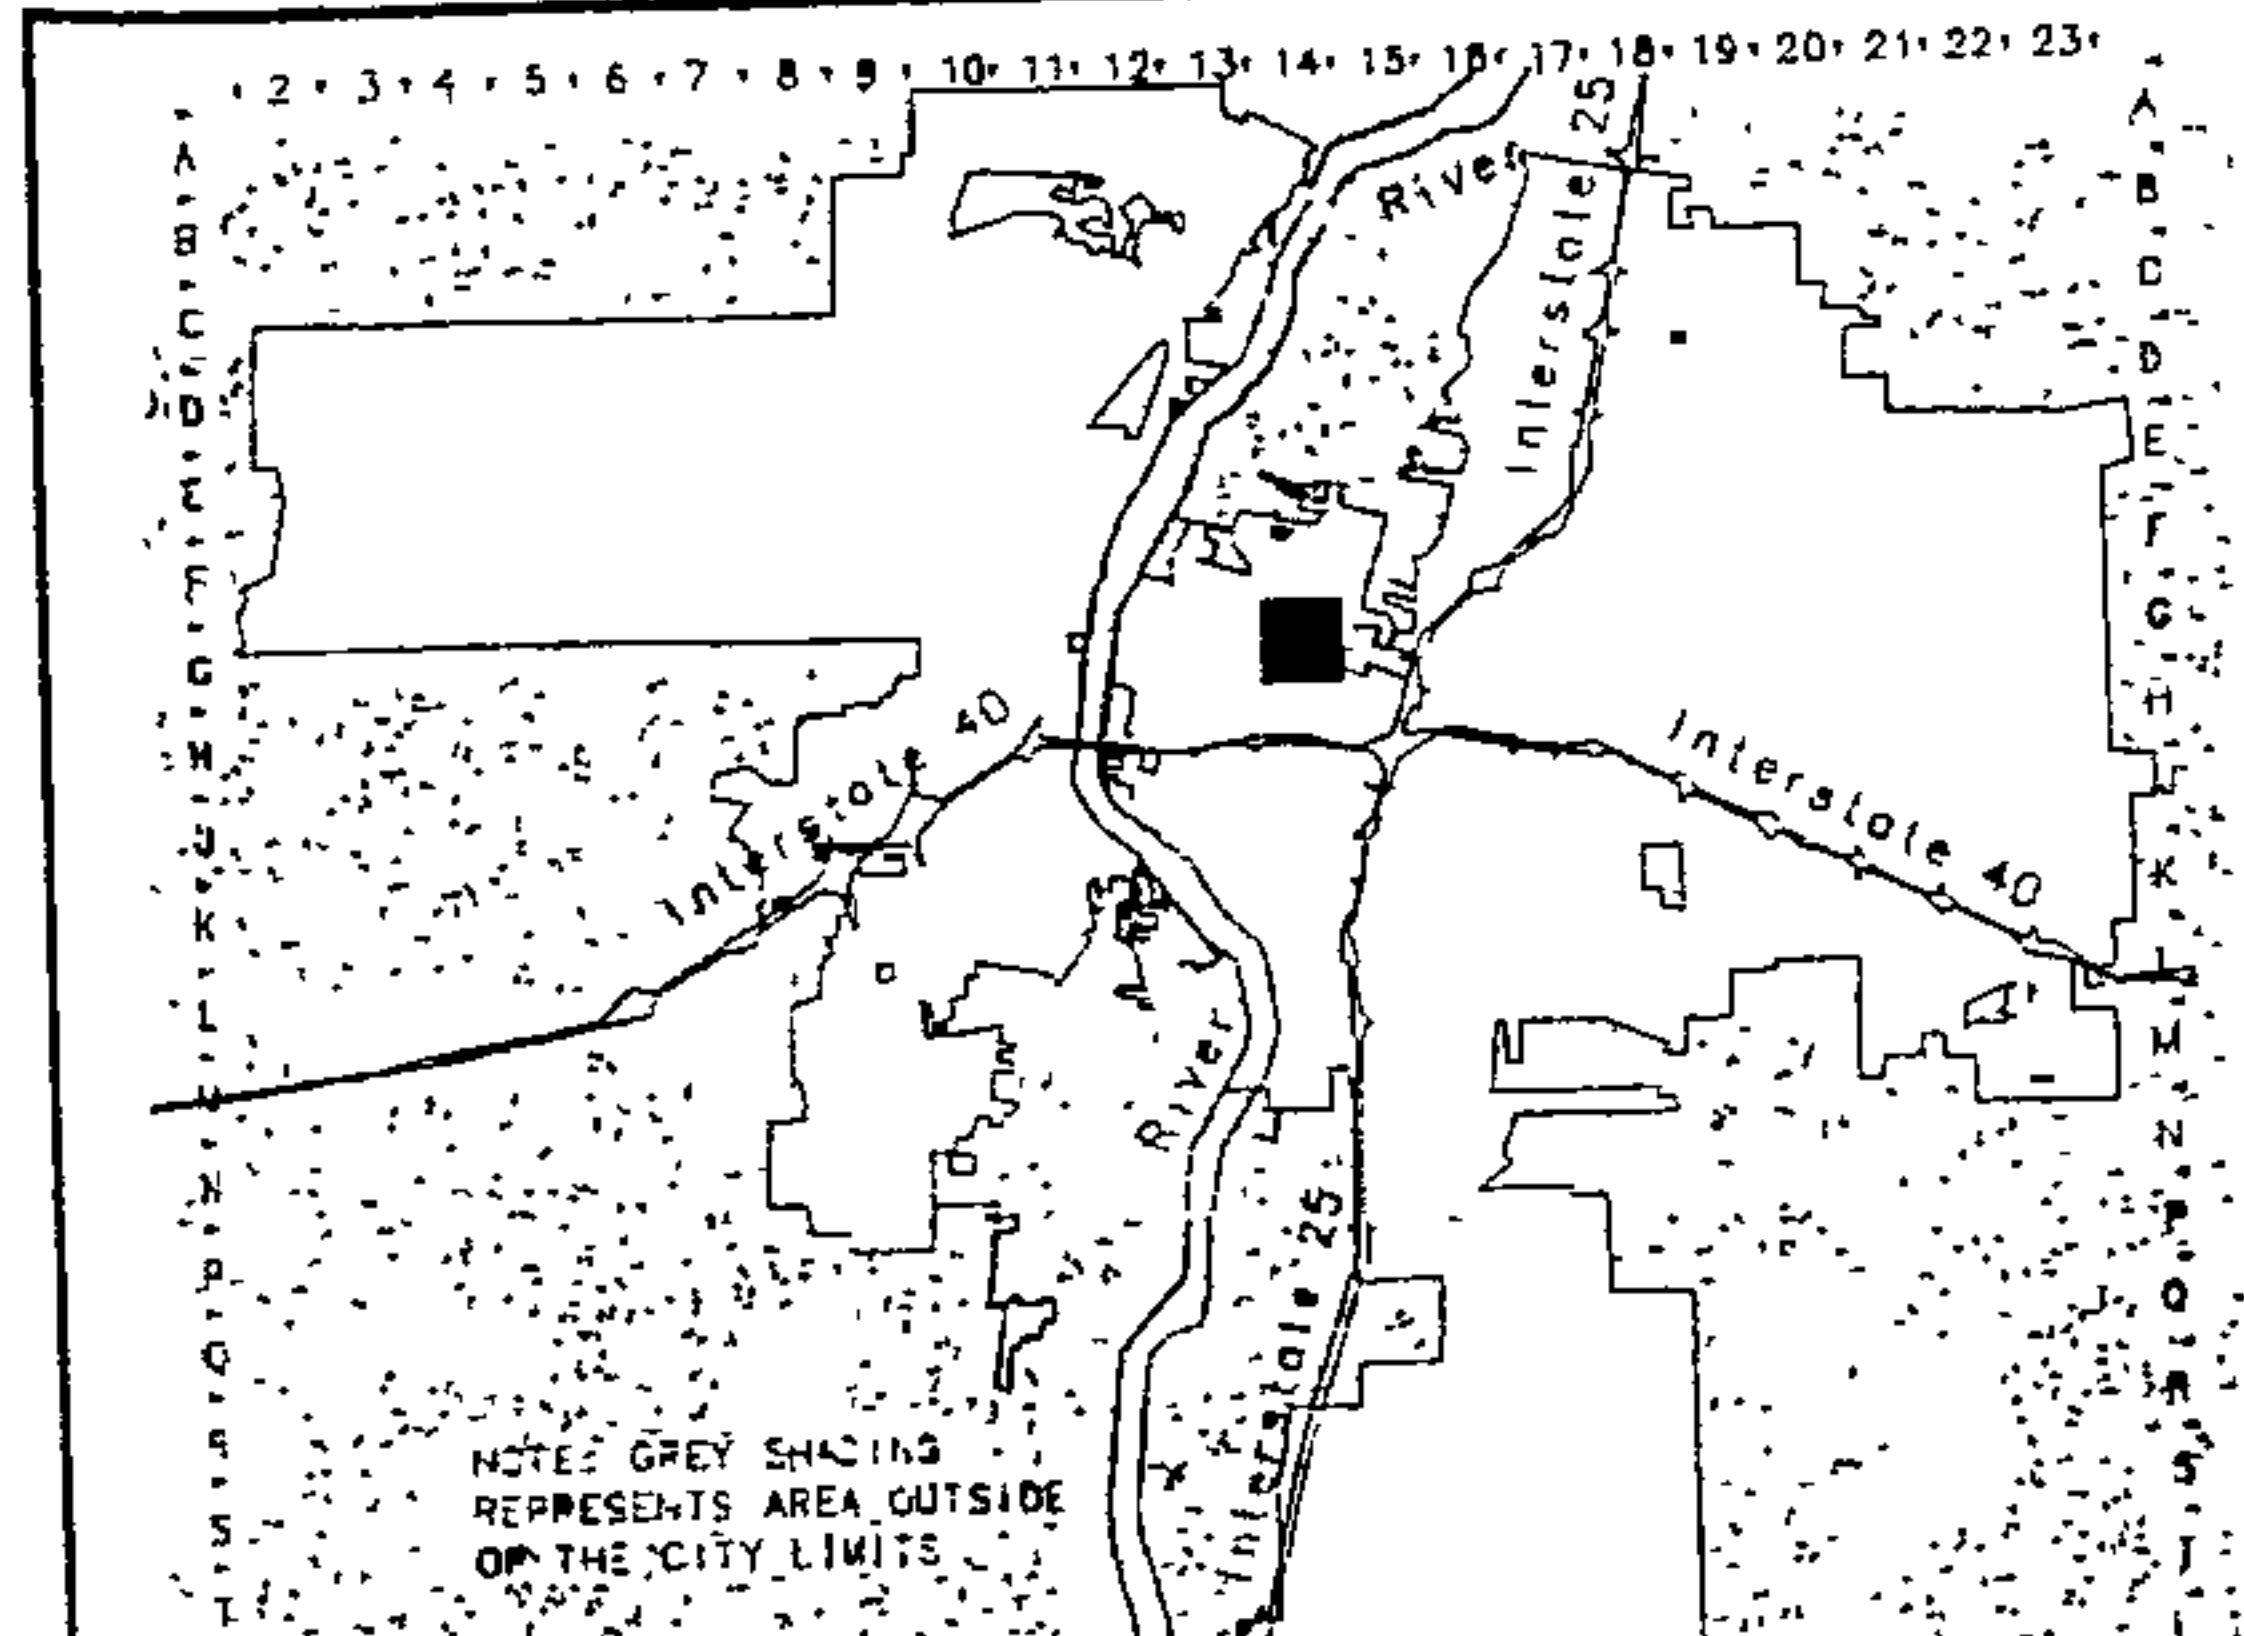 2 3 4 5 6 7 8 9 10 11 12 13 14 15 16 17 18 19 20 21 22 23
A
B
C
D
E
F
G
H
J
K
L
M
N
P
Q
S
T
A
B
C
D
E
F
G
H
K
L
M
N
P
Q
R
S
T
River
Interstate 25
Interstate 40
Interstate 40
River
Interstate 25
NOTE: GREY SHADING
REPRESENTS AREA OUTSIDE
OF THE CITY LIMITS